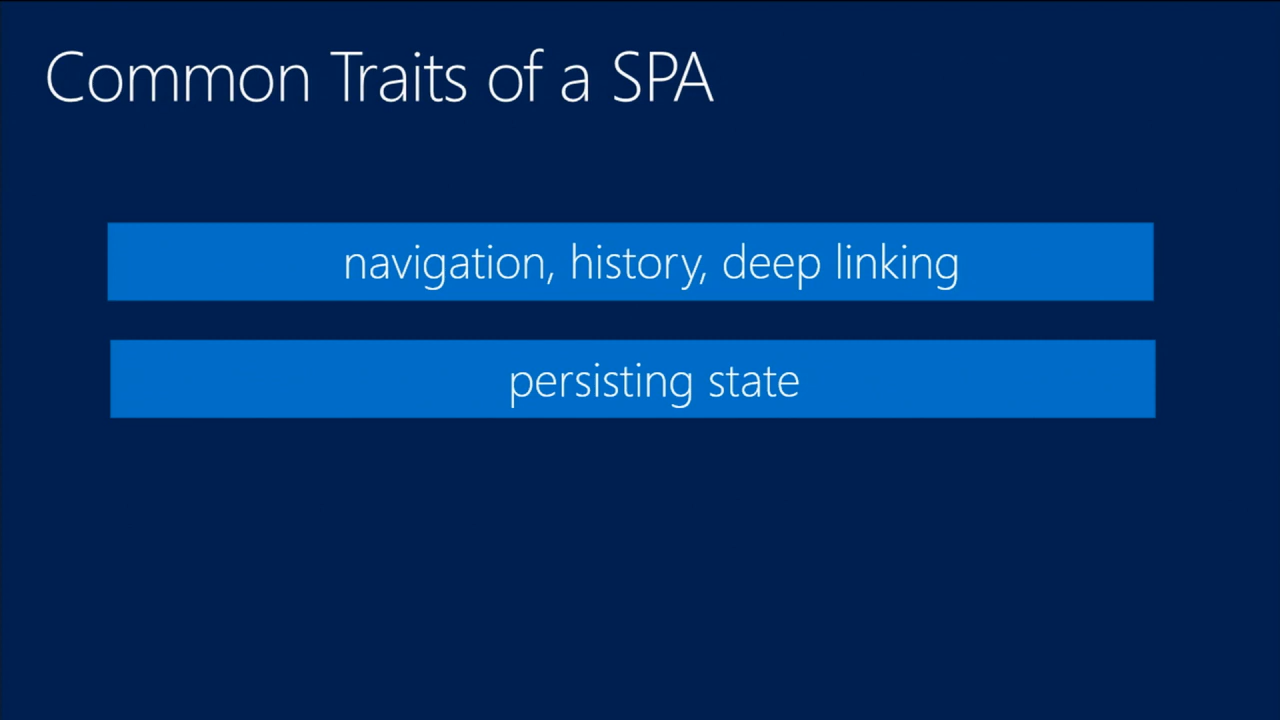 Common Traits of a SPA
navigation, history, deep linking
persisting state